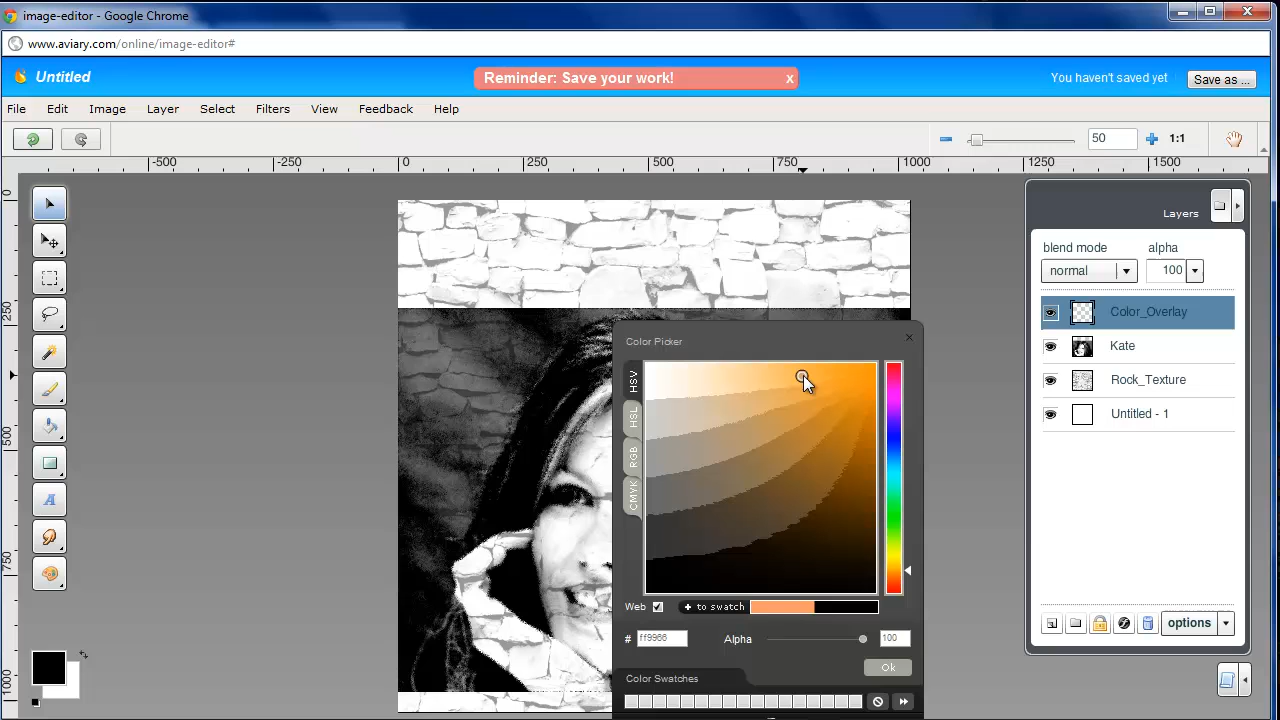 image-editor - Google Chrome
www.aviary.com/online/image-editor#
Untitled
Reminder: Save your work!
x
You haven't saved yet
Save as ...
File
Edit
Image
Layer
Select
Filters
View
Feedback
Help
50
1:1
-500
-250
0
250
500
750
1000
1250
1500
0
250
500
750
1000
Layers
blend mode
alpha
normal
100
Color_Overlay
Kate
Rock_Texture
Untitled - 1
options
Color Picker
HSV
HSL
RGB
CMYK
Web
+ to swatch
# ff9966
Alpha
100
Ok
Color Swatches
A